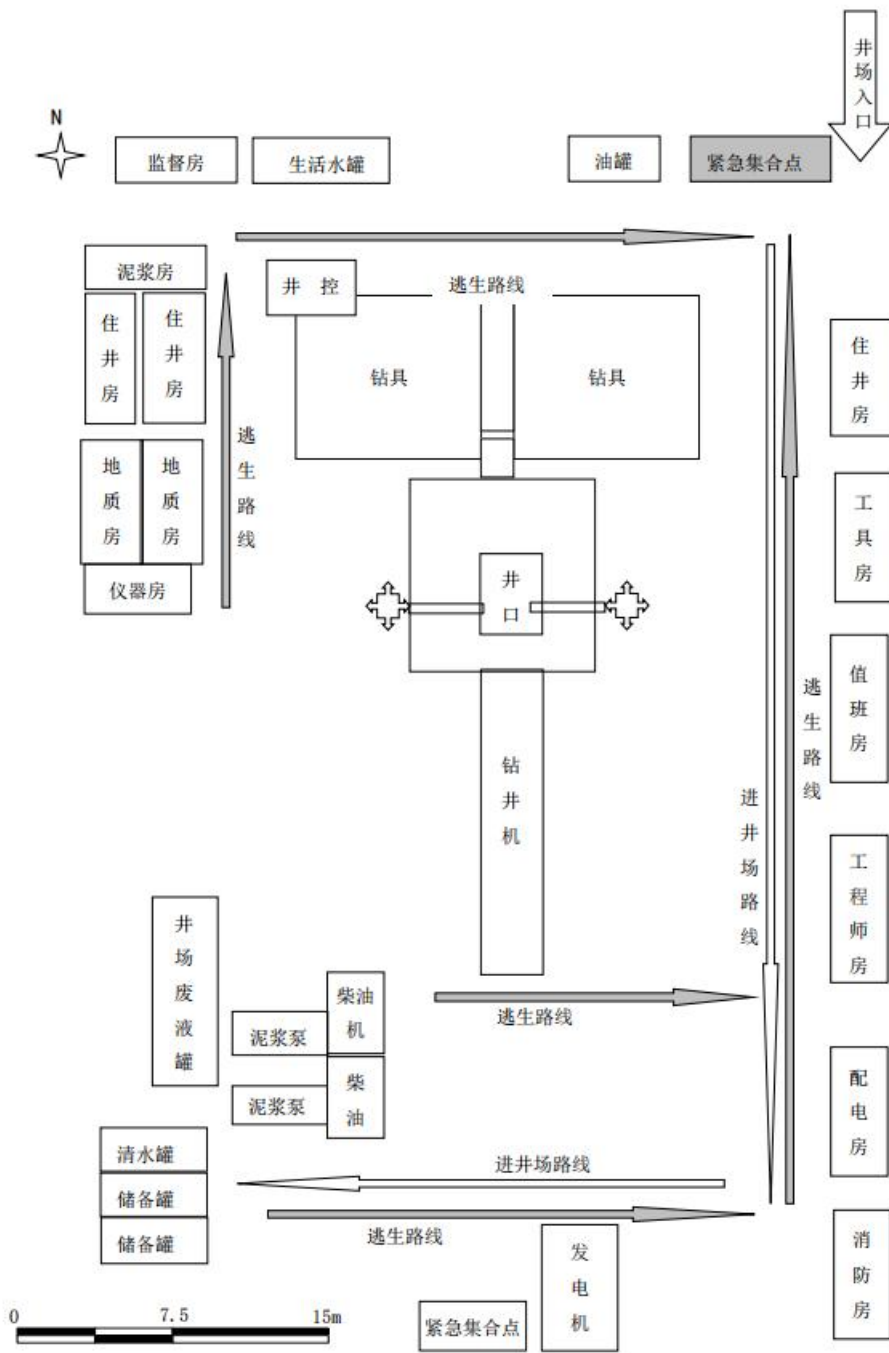 井场入口
N
监督房
生活水罐
油罐
紧急集合点
泥浆房
井 控
逃生路线
住井房
住井房
钻具
钻具
住井房
逃生路线
地质房
地质房
工具房
仪器房
井口
值班房
逃生路线
钻井机
进井场路线
工程师房
井场废液罐
柴油机
泥浆泵
逃生路线
柴油
泥浆泵
配电房
清水罐
进井场路线
储备罐
储备罐
逃生路线
发电机
消防房
0 7.5 15m
紧急集合点